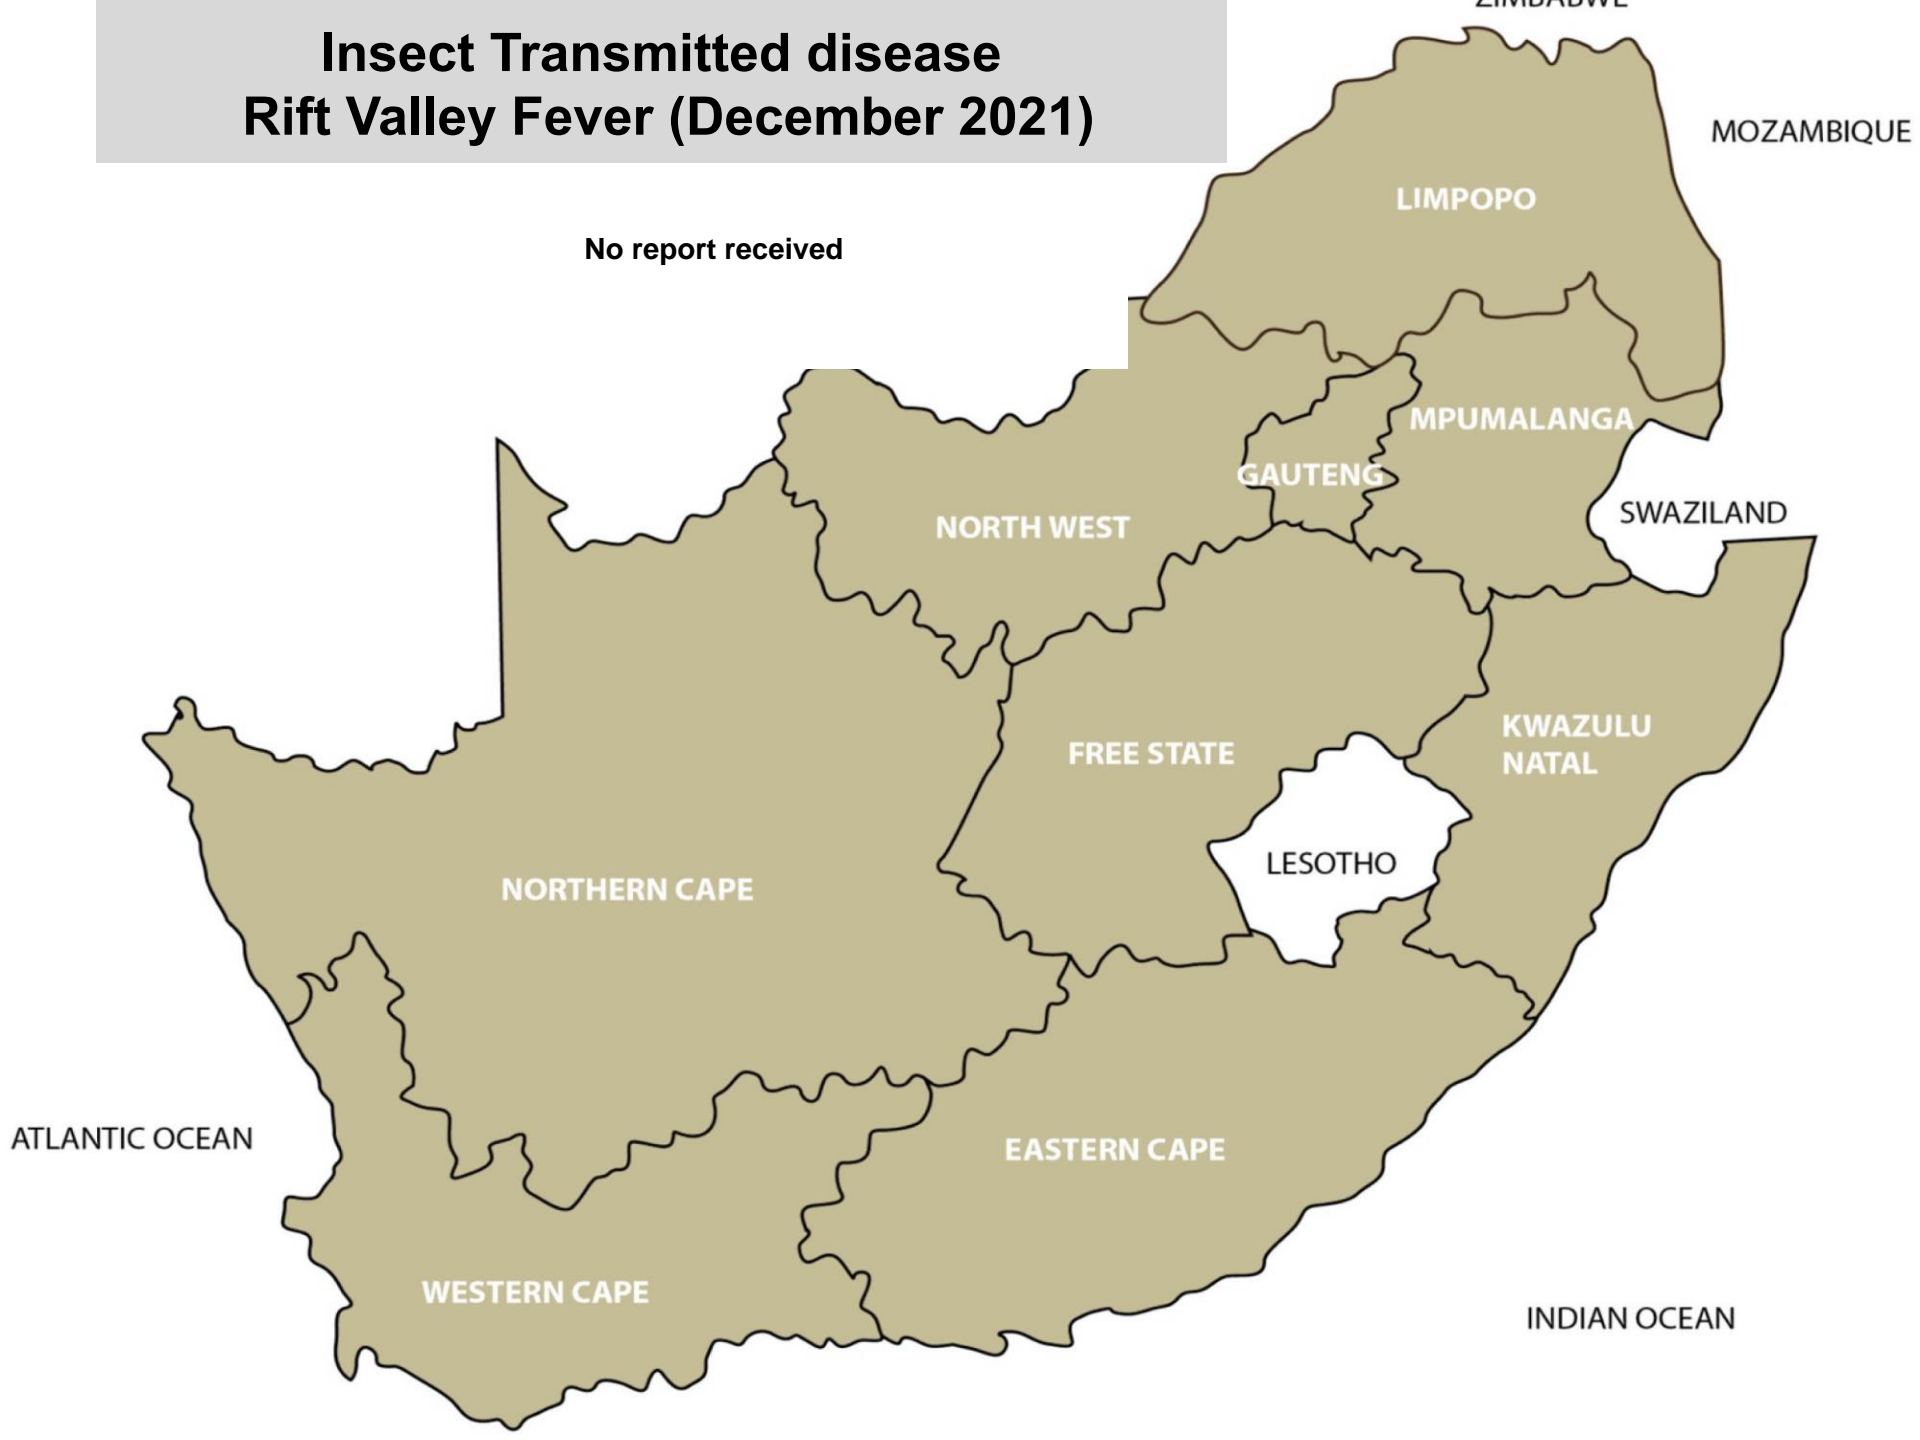 ZIMBABWE
Insect Transmitted disease
Rift Valley Fever (December 2021)
MOZAMBIQUE
LIMPOPO
No report received
MPUMALANGA
GAUTENG
SWAZILAND
NORTH WEST
KWAZULU
NATAL
FREE STATE
LESOTHO
NORTHERN CAPE
ATLANTIC OCEAN
EASTERN CAPE
WESTERN CAPE
INDIAN OCEAN